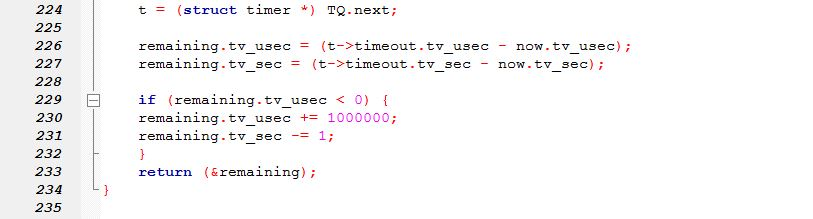 224 t = (struct timer *) TQ.next;
225
226 remaining.tv_usec = (t->timeout.tv_usec - now.tv_usec);
227 remaining.tv_sec = (t->timeout.tv_sec - now.tv_sec);
228
229 if (remaining.tv_usec < 0) {
230 remaining.tv_usec += 1000000;
231 remaining.tv_sec -= 1;
232 }
233 return (&remaining);
234 }
235